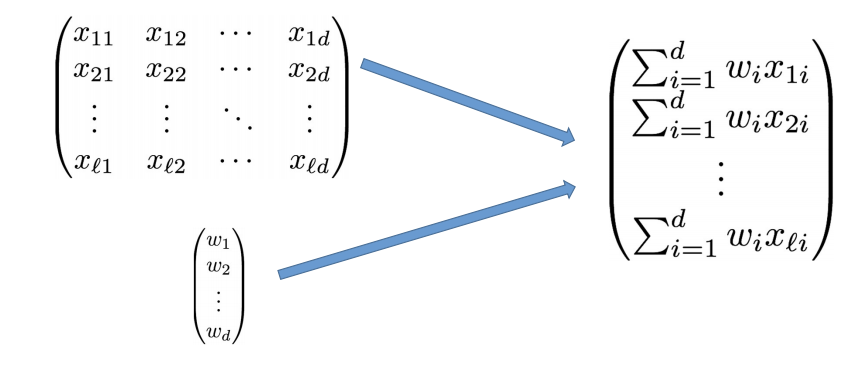 x₁₁ x₁₂ ⋯ x₁d
x₂₁ x₂₂ ⋯ x₂d
⋮ ⋮ ⋱ ⋮
xℓ₁ xℓ₂ ⋯ xℓd
w₁
w₂
⋮
w_d
∑_{i=1}^{d} w_i x_{1i}
∑_{i=1}^{d} w_i x_{2i}
⋮
∑_{i=1}^{d} w_i x_{ℓi}